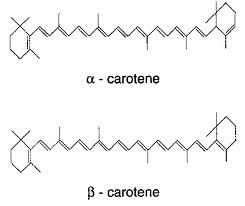 α - carotene
β - carotene